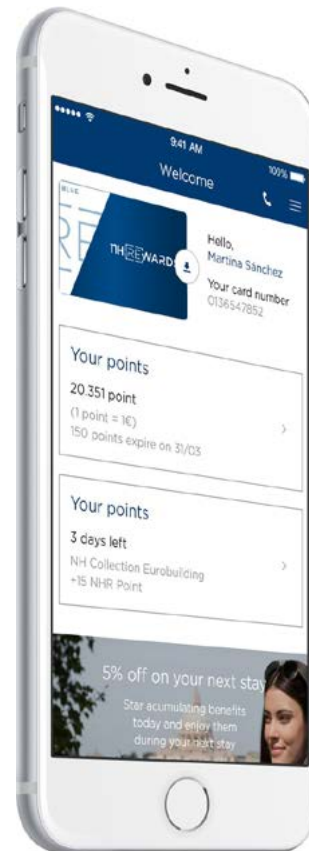 9:41 AM
100%
Welcome
BLUE
NH REWARDS
Hello,
Martina Sánchez
Your card number
0136547852
Your points
20.351 point
(1 point = 1€)
150 points expire on 31/03
Your points
3 days left
NH Collection Eurobuilding
+15 NHR Point
5% off on your next stay
Star acumulating benefits
today and enjoy them
during your next stay